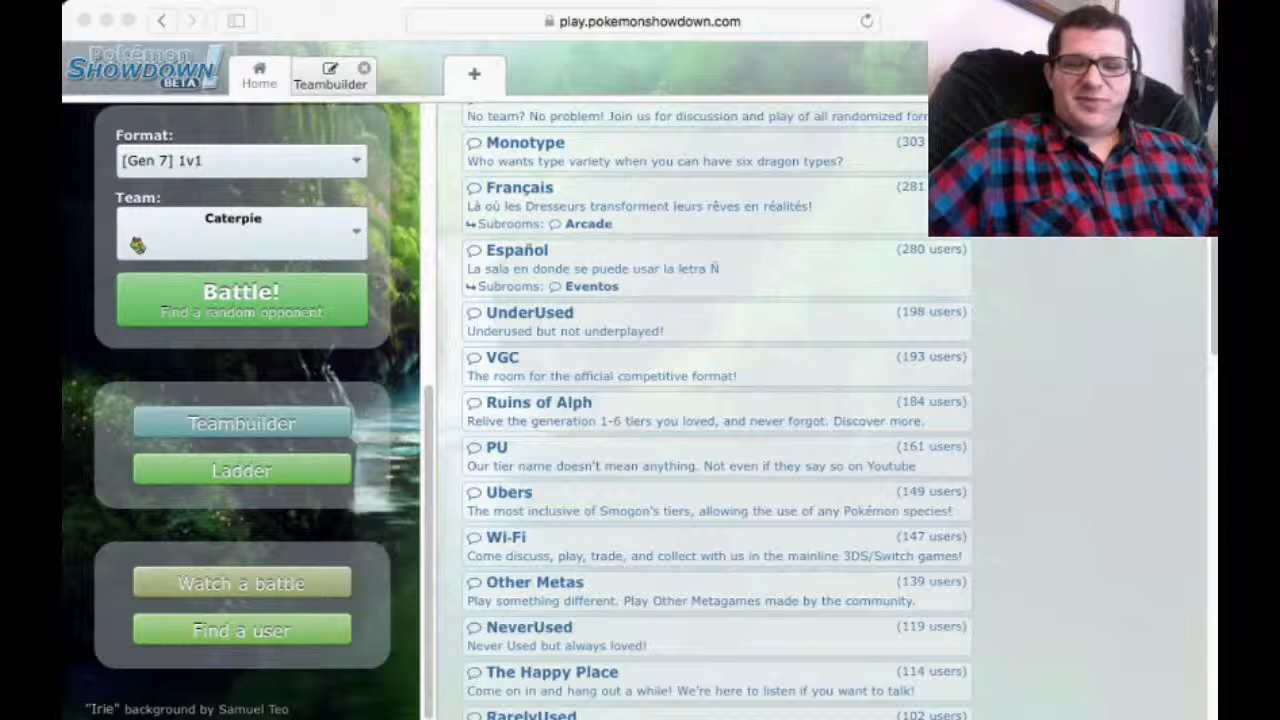 play.pokemonshowdown.com
Pokémon
SHOWDOWN!
BETA
Home
Teambuilder
+
Format:
[Gen 7] 1v1
Team:
Caterpie
Battle!
Find a random opponent
Teambuilder
Ladder
Watch a battle
Find a user
"Irie" background by Samuel Teo
No team? No problem! Join us for discussion and play of all randomized for
Monotype (303
Who wants type variety when you can have six dragon types?
Français (281
Là où les Dresseurs transforment leurs rêves en réalités!
Subrooms: Arcade
Español (280 users)
La sala en donde se puede usar la letra Ñ
Subrooms: Eventos
UnderUsed (198 users)
Underused but not underplayed!
VGC (193 users)
The room for the official competitive format!
Ruins of Alph (184 users)
Relive the generation 1-6 tiers you loved, and never forgot. Discover more.
PU (161 users)
Our tier name doesn't mean anything. Not even if they say so on Youtube
Ubers (149 users)
The most inclusive of Smogon's tiers, allowing the use of any Pokémon species!
Wi-Fi (147 users)
Come discuss, play, trade, and collect with us in the mainline 3DS/Switch games!
Other Metas (139 users)
Play something different. Play Other Metagames made by the community.
NeverUsed (119 users)
Never Used but always loved!
The Happy Place (114 users)
Come on in and hang out a while! We're here to listen if you want to talk!
RarelyUsed (102 users)